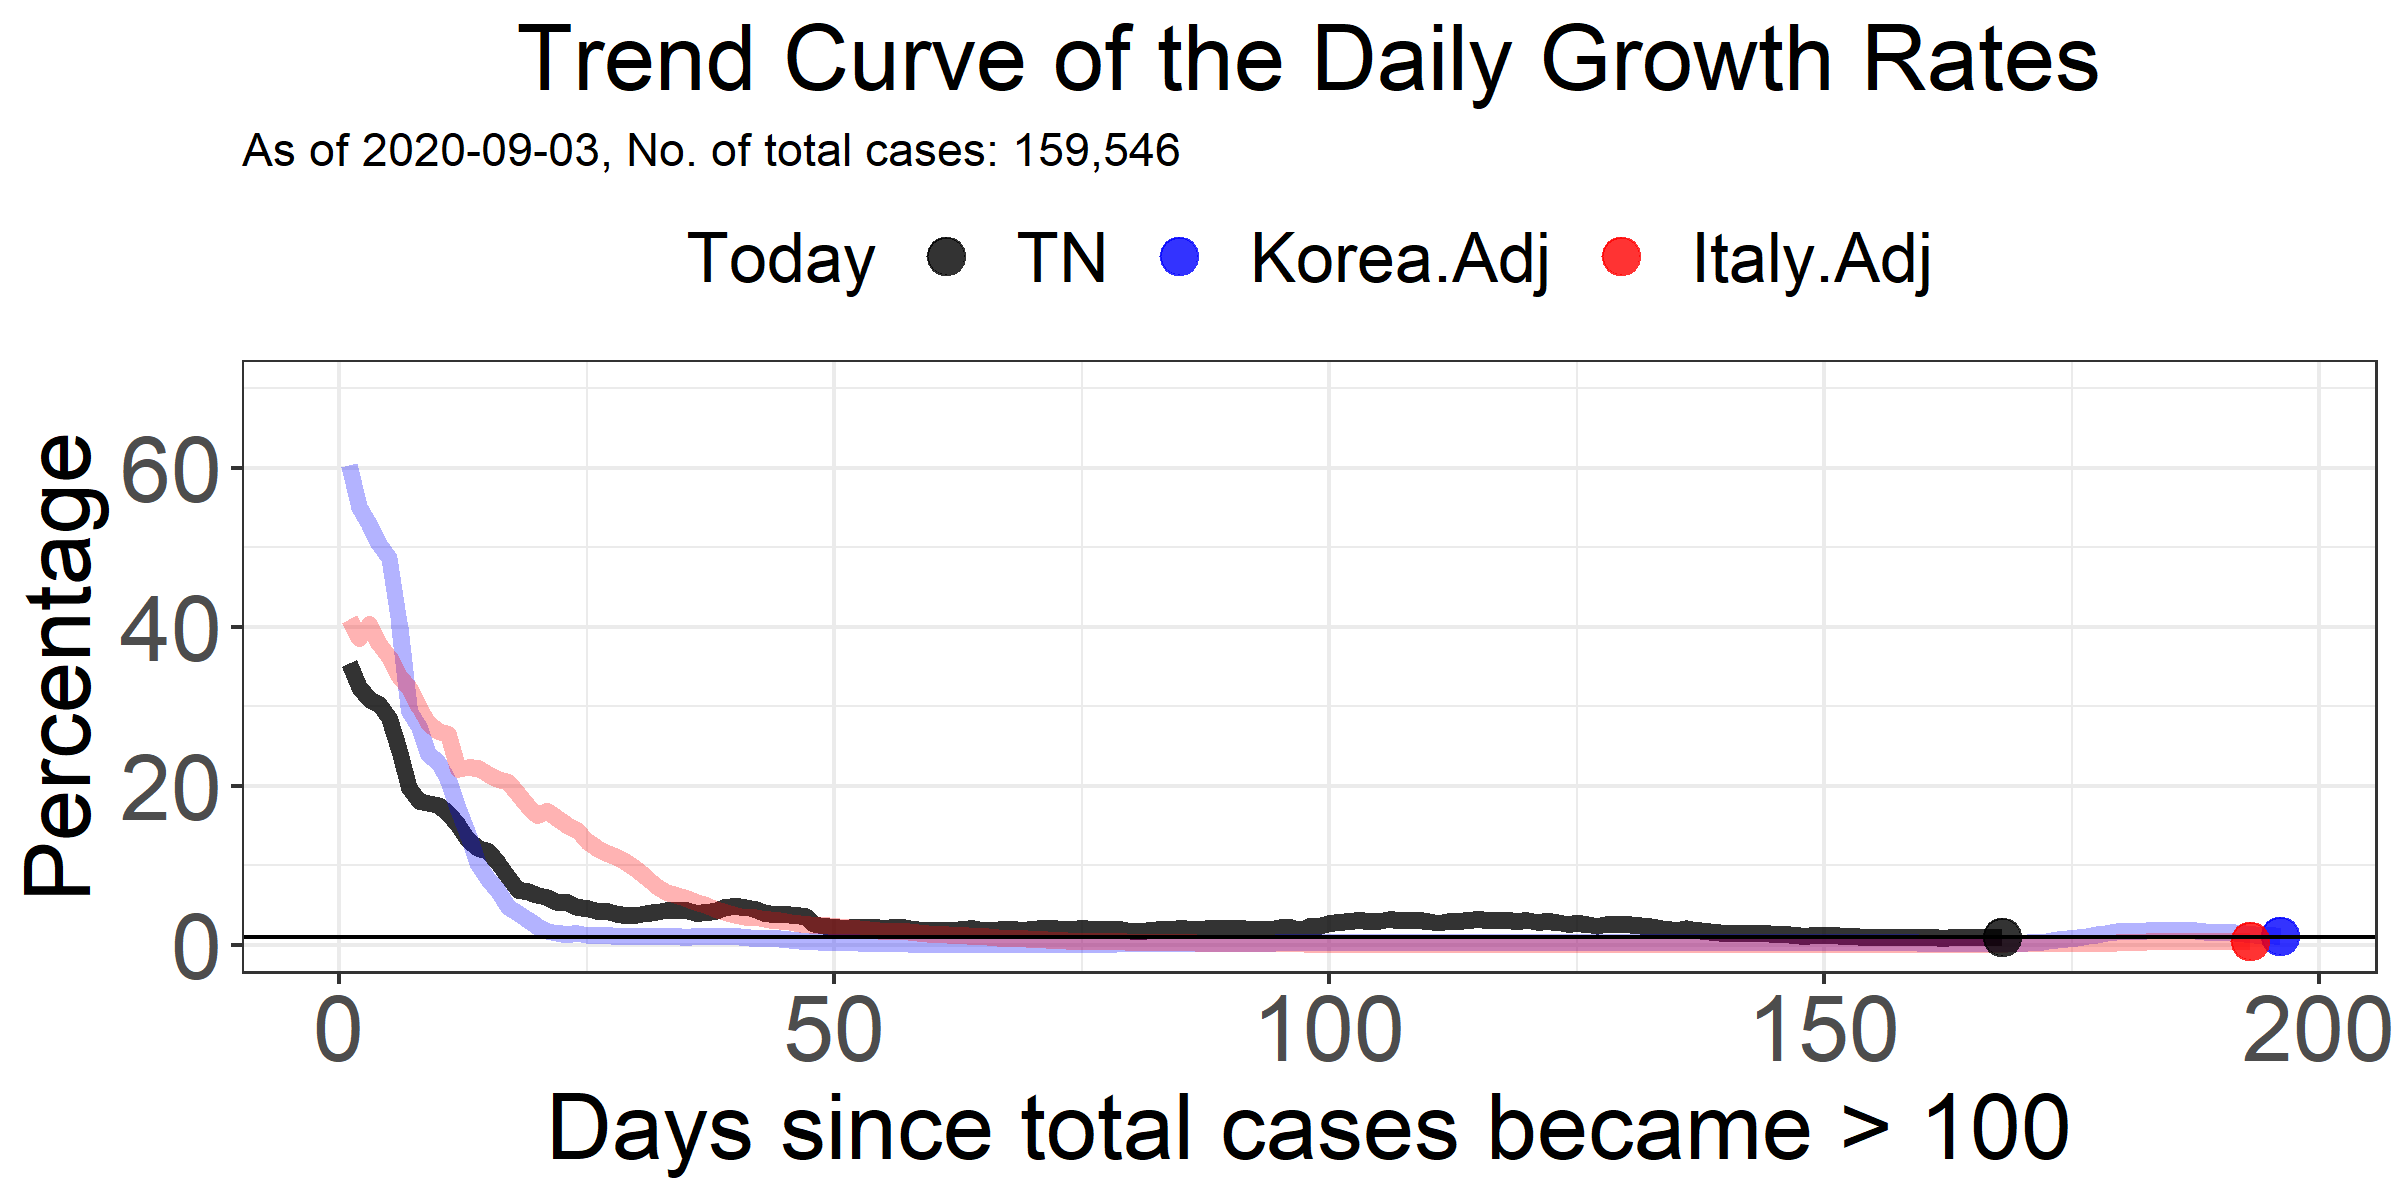 Trend Curve of the Daily Growth Rates
As of 2020-09-03, No. of total cases: 159,546
Today TN Korea.Adj Italy.Adj
Percentage
60
40
20
0
0 50 100 150 200
Days since total cases became > 100